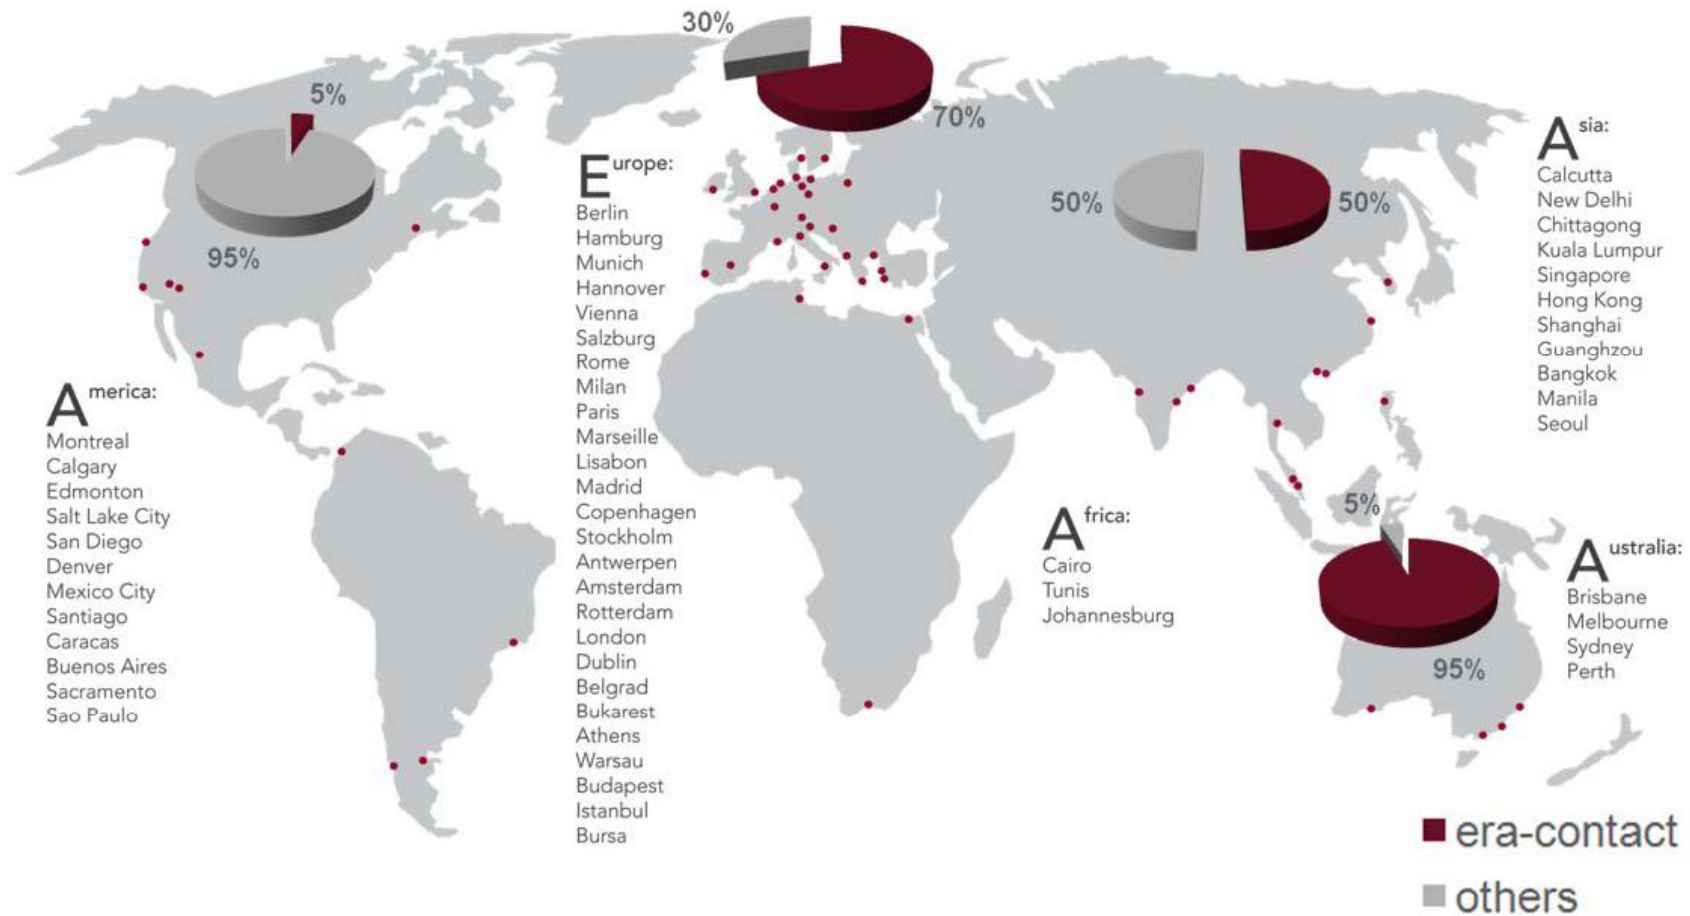 30%
70%
5%
95%
50%
50%
5%
95%
America:
Montreal
Calgary
Edmonton
Salt Lake City
San Diego
Denver
Mexico City
Santiago
Caracas
Buenos Aires
Sacramento
Sao Paulo
Europe:
Berlin
Hamburg
Munich
Hannover
Vienna
Salzburg
Rome
Milan
Paris
Marseille
Lisabon
Madrid
Copenhagen
Stockholm
Antwerpen
Amsterdam
Rotterdam
London
Dublin
Belgrad
Bukarest
Athens
Warsau
Budapest
Istanbul
Bursa
Africa:
Cairo
Tunis
Johannesburg
Asia:
Calcutta
New Delhi
Chittagong
Kuala Lumpur
Singapore
Hong Kong
Shanghai
Guanghzou
Bangkok
Manila
Seoul
Australia:
Brisbane
Melbourne
Sydney
Perth
era-contact
others